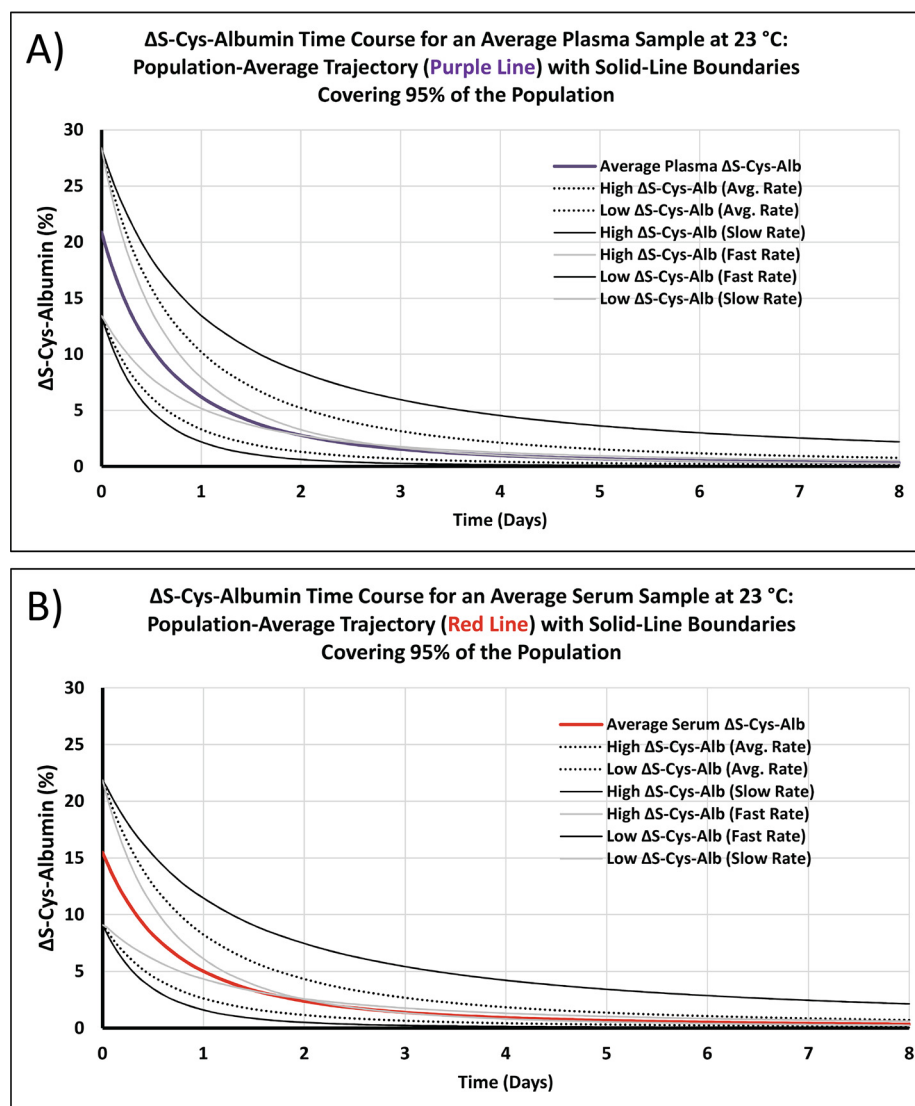 A)
ΔS-Cys-Albumin Time Course for an Average Plasma Sample at 23 °C:
Population-Average Trajectory (Purple Line) with Solid-Line Boundaries
Covering 95% of the Population
ΔS-Cys-Albumin (%)
30
25
20
15
10
5
0
Average Plasma ΔS-Cys-Alb
High ΔS-Cys-Alb (Avg. Rate)
Low ΔS-Cys-Alb (Avg. Rate)
High ΔS-Cys-Alb (Slow Rate)
High ΔS-Cys-Alb (Fast Rate)
Low ΔS-Cys-Alb (Fast Rate)
Low ΔS-Cys-Alb (Slow Rate)
0 1 2 3 4 5 6 7 8
Time (Days)
B)
ΔS-Cys-Albumin Time Course for an Average Serum Sample at 23 °C:
Population-Average Trajectory (Red Line) with Solid-Line Boundaries
Covering 95% of the Population
ΔS-Cys-Albumin (%)
30
25
20
15
10
5
0
Average Serum ΔS-Cys-Alb
High ΔS-Cys-Alb (Avg. Rate)
Low ΔS-Cys-Alb (Avg. Rate)
High ΔS-Cys-Alb (Slow Rate)
High ΔS-Cys-Alb (Fast Rate)
Low ΔS-Cys-Alb (Fast Rate)
Low ΔS-Cys-Alb (Slow Rate)
0 1 2 3 4 5 6 7 8
Time (Days)